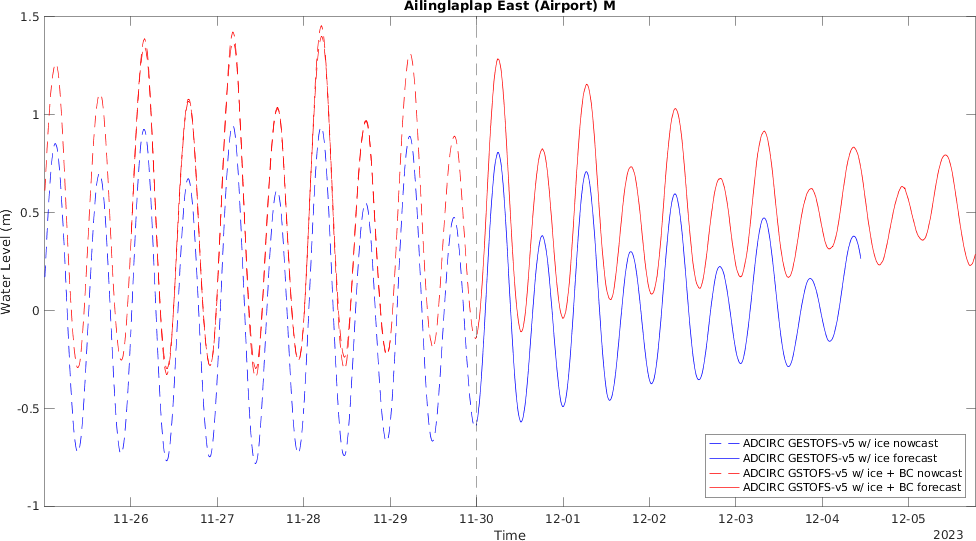 Ailinglaplap East (Airport) M
1.5
1
0.5
0
-0.5
-1
Water Level (m)
11-26
11-27
11-28
11-29
11-30
12-01
12-02
12-03
12-04
12-05
Time
2023
ADCIRC GESTOFS-v5 w/ ice nowcast
ADCIRC GESTOFS-v5 w/ ice forecast
ADCIRC GSTOFS-v5 w/ ice + BC nowcast
ADCIRC GSTOFS-v5 w/ ice + BC forecast